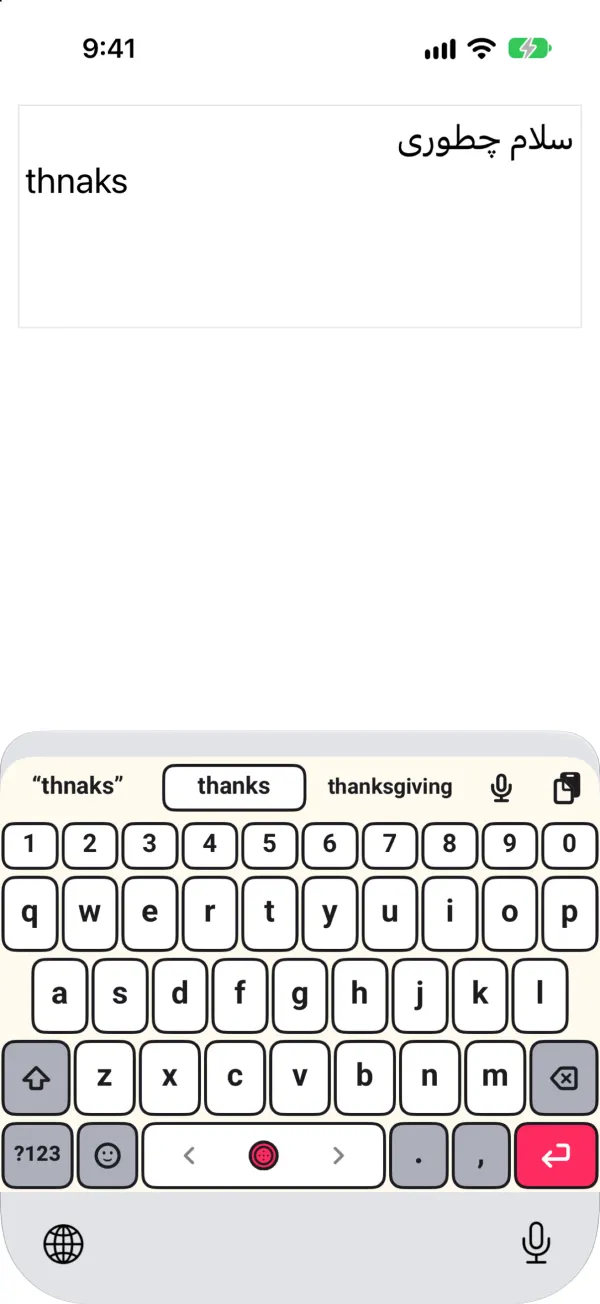 9:41
سلام چطوری
thnaks
“thnaks” thanks thanksgiving
1 2 3 4 5 6 7 8 9 0
q w e r t y u i o p
a s d f g h j k l
z x c v b n m
?123 . ,